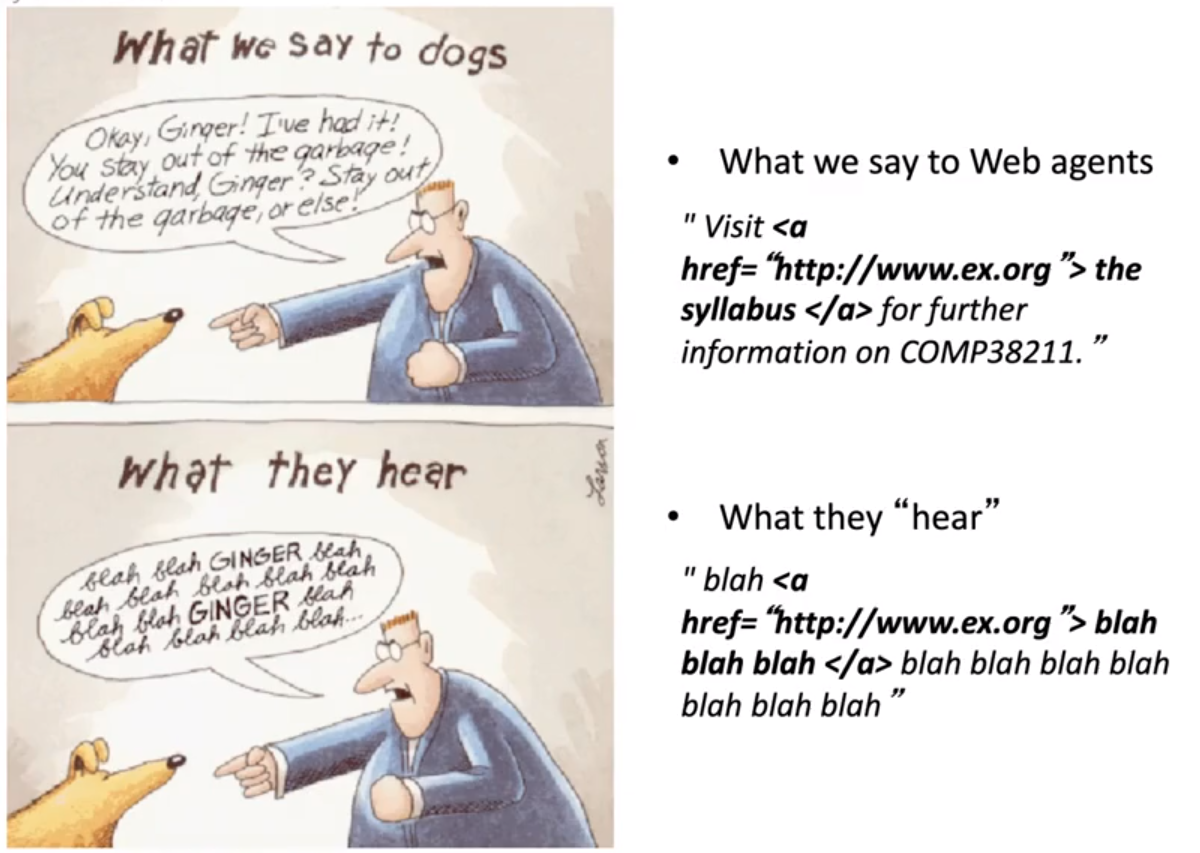 What we say to dogs
Okay, Ginger! I've had it!
You stay out of the garbage!
Understand, Ginger? Stay out
of the garbage, or else!
What they hear
Larson
blah blah GINGER blah
blah blah blah blah blah
blah blah GINGER blah
blah blah blah blah...
• What we say to Web agents
" Visit <a
href= “http://www.ex.org ”> the
syllabus </a> for further
information on COMP38211. ”
• What they “hear”
" blah <a
href= “http://www.ex.org ”> blah
blah blah </a> blah blah blah blah
blah blah blah ”